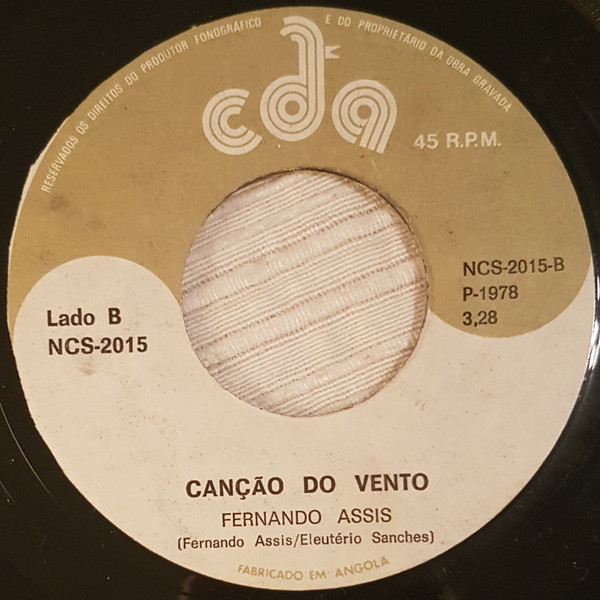 RESERVADOS OS DIREITOS DO PRODUTOR FONOGRÁFICO E DO PROPRIETÁRIO DA OBRA GRAVADA
cda
45 R.P.M.
NCS-2015-B
P-1978
3,28
Lado B
NCS-2015
CANÇÃO DO VENTO
FERNANDO ASSIS
(Fernando Assis/Eleutério Sanches)
FABRICADO EM ANGOLA